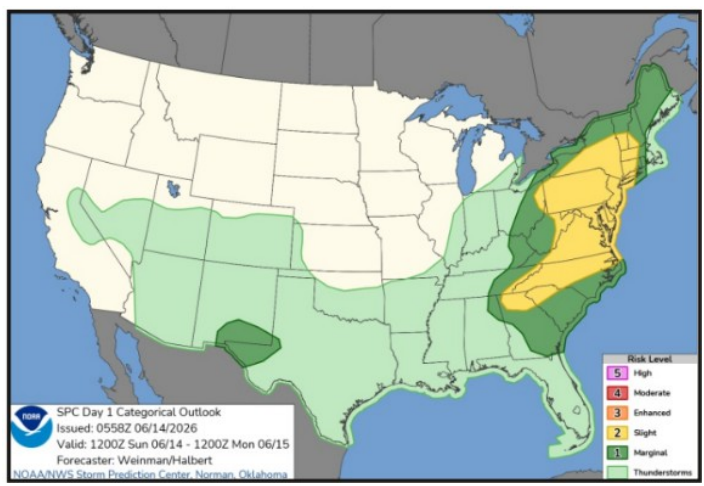 Risk Level
5 High
4 Moderate
3 Enhanced
2 Slight
1 Marginal
Thunderstorms
NOAA
SPC Day 1 Categorical Outlook
Issued: 0558Z 06/14/2026
Valid: 1200Z Sun 06/14 - 1200Z Mon 06/15
Forecaster: Weinman/Halbert
NOAA/NWS Storm Prediction Center, Norman, Oklahoma